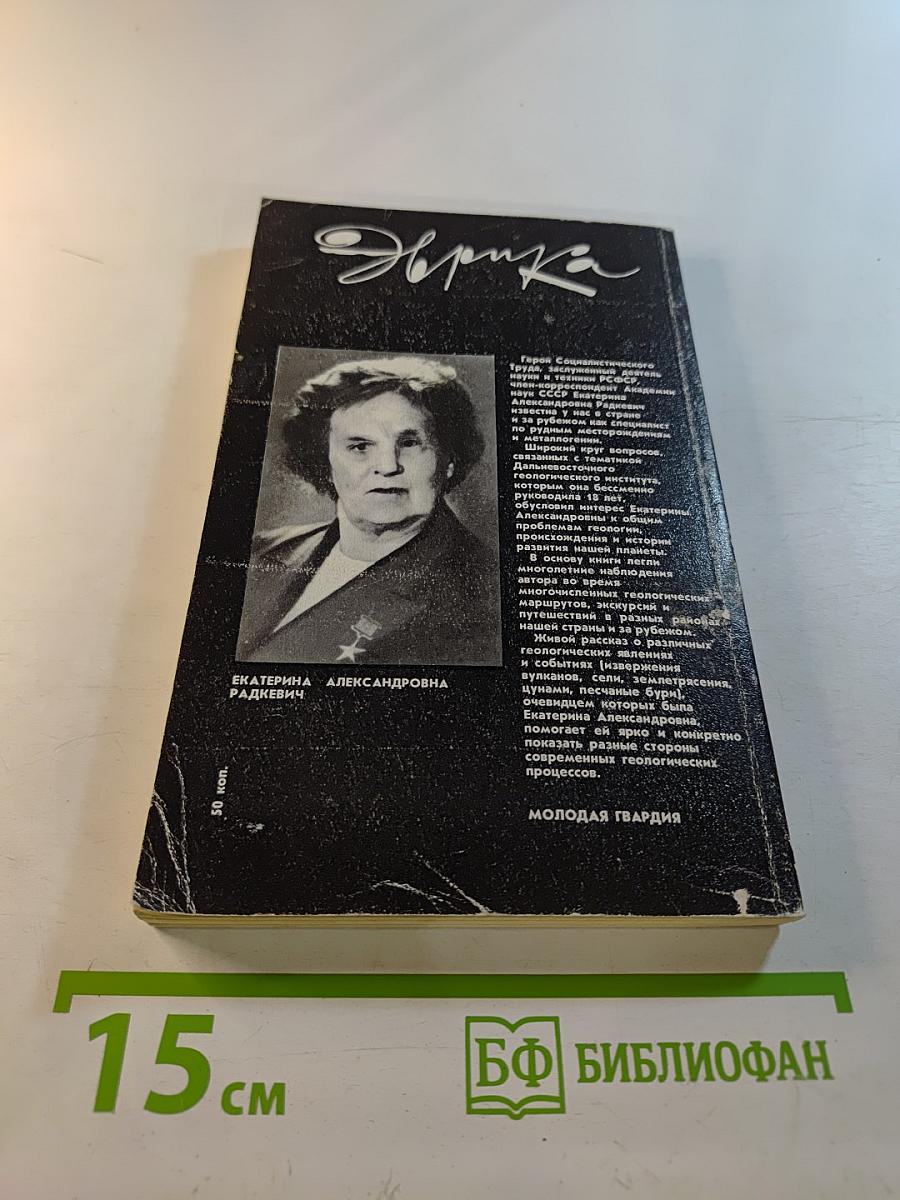 Эврика
Герой Социалистического
Труда, заслуженный деятель
науки и техники РСФСР,
член-корреспондент Академии
наук СССР Екатерина
Александровна Радкевич
известна у нас в стране
и за рубежом как специалист
по рудным месторождениям
и металлогении.
Широкий круг вопросов,
связанных с тематикой
Дальневосточного
геологического института,
которым она бессменно
руководила 18 лет,
обусловил интерес Екатерины
Александровны к общим
проблемам геологии,
происхождения и истории
развития нашей планеты.
В основу книги легли
многолетние наблюдения
автора во время
многочисленных геологических
маршрутов, экскурсий и
путешествий в разных районах
нашей страны и за рубежом.
Живой рассказ о различных
геологических явлениях
и событиях (извержения
вулканов, сели, землетрясения,
цунами, песчаные бури),
очевидцем которых была
Екатерина Александровна,
помогает ей ярко и конкретно
показать разные стороны
современных геологических
процессов.
ЕКАТЕРИНА АЛЕКСАНДРОВНА
РАДКЕВИЧ
50 коп.
МОЛОДАЯ ГВАРДИЯ
15 см
БФ БИБЛИОФАН